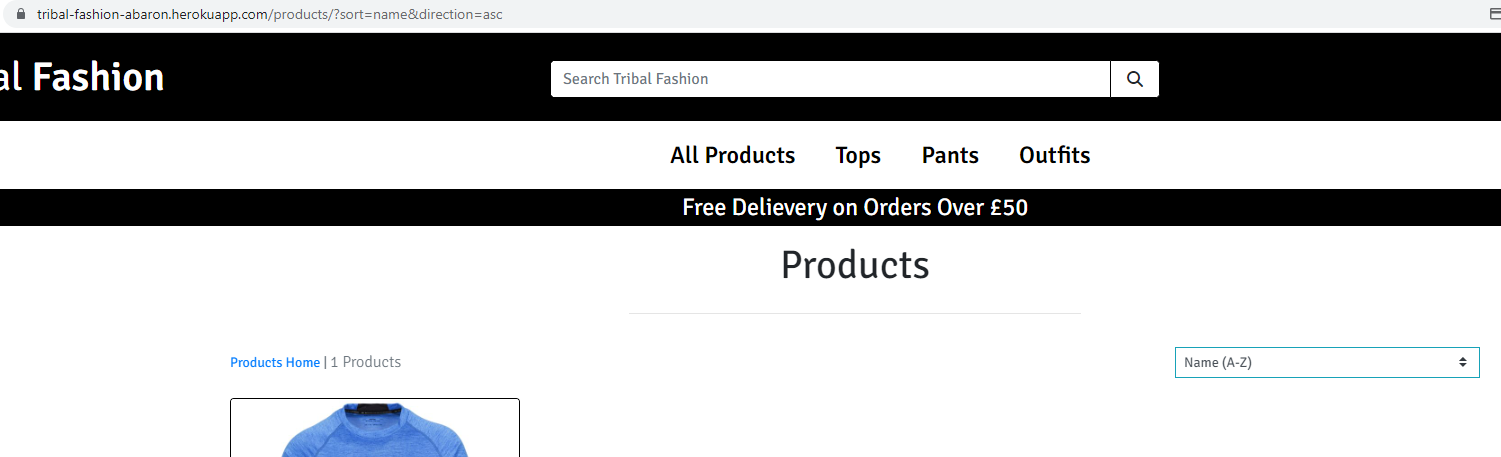 tribal-fashion-abaron.herokuapp.com/products/?sort=name&direction=asc
al Fashion
Search Tribal Fashion
All Products Tops Pants Outfits
Free Delievery on Orders Over £50
Products
Products Home | 1 Products
Name (A-Z)